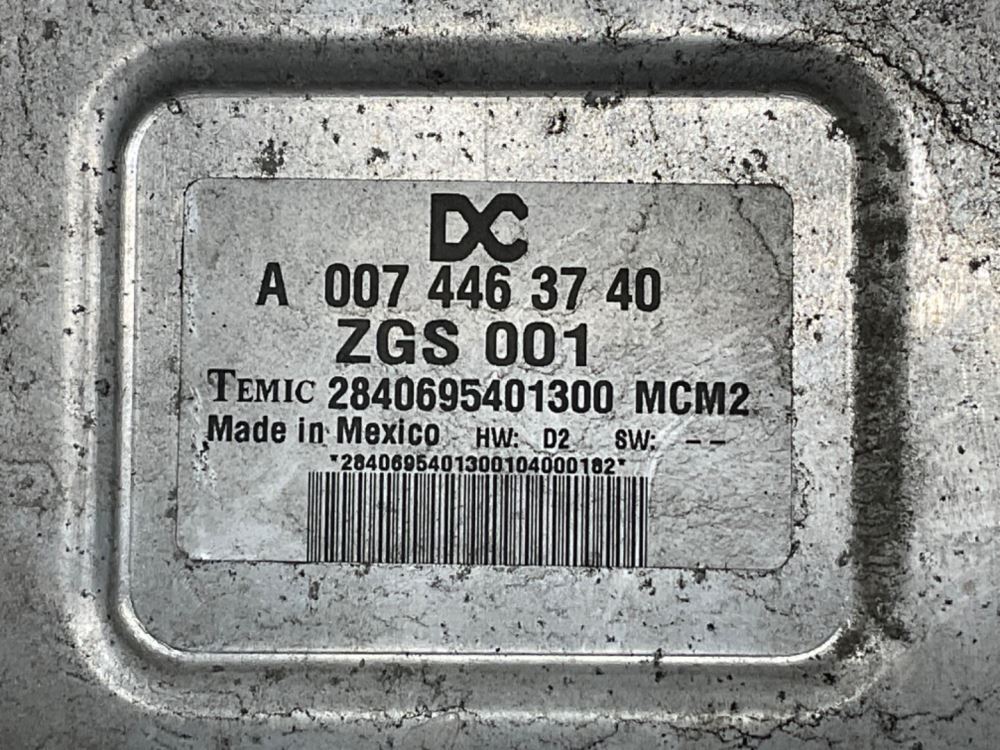 DC
A 007 446 37 40
ZGS 001
TEMIC 2840695401300 MCM2
Made in Mexico HW: D2 SW: --
*2840695401300104000182*